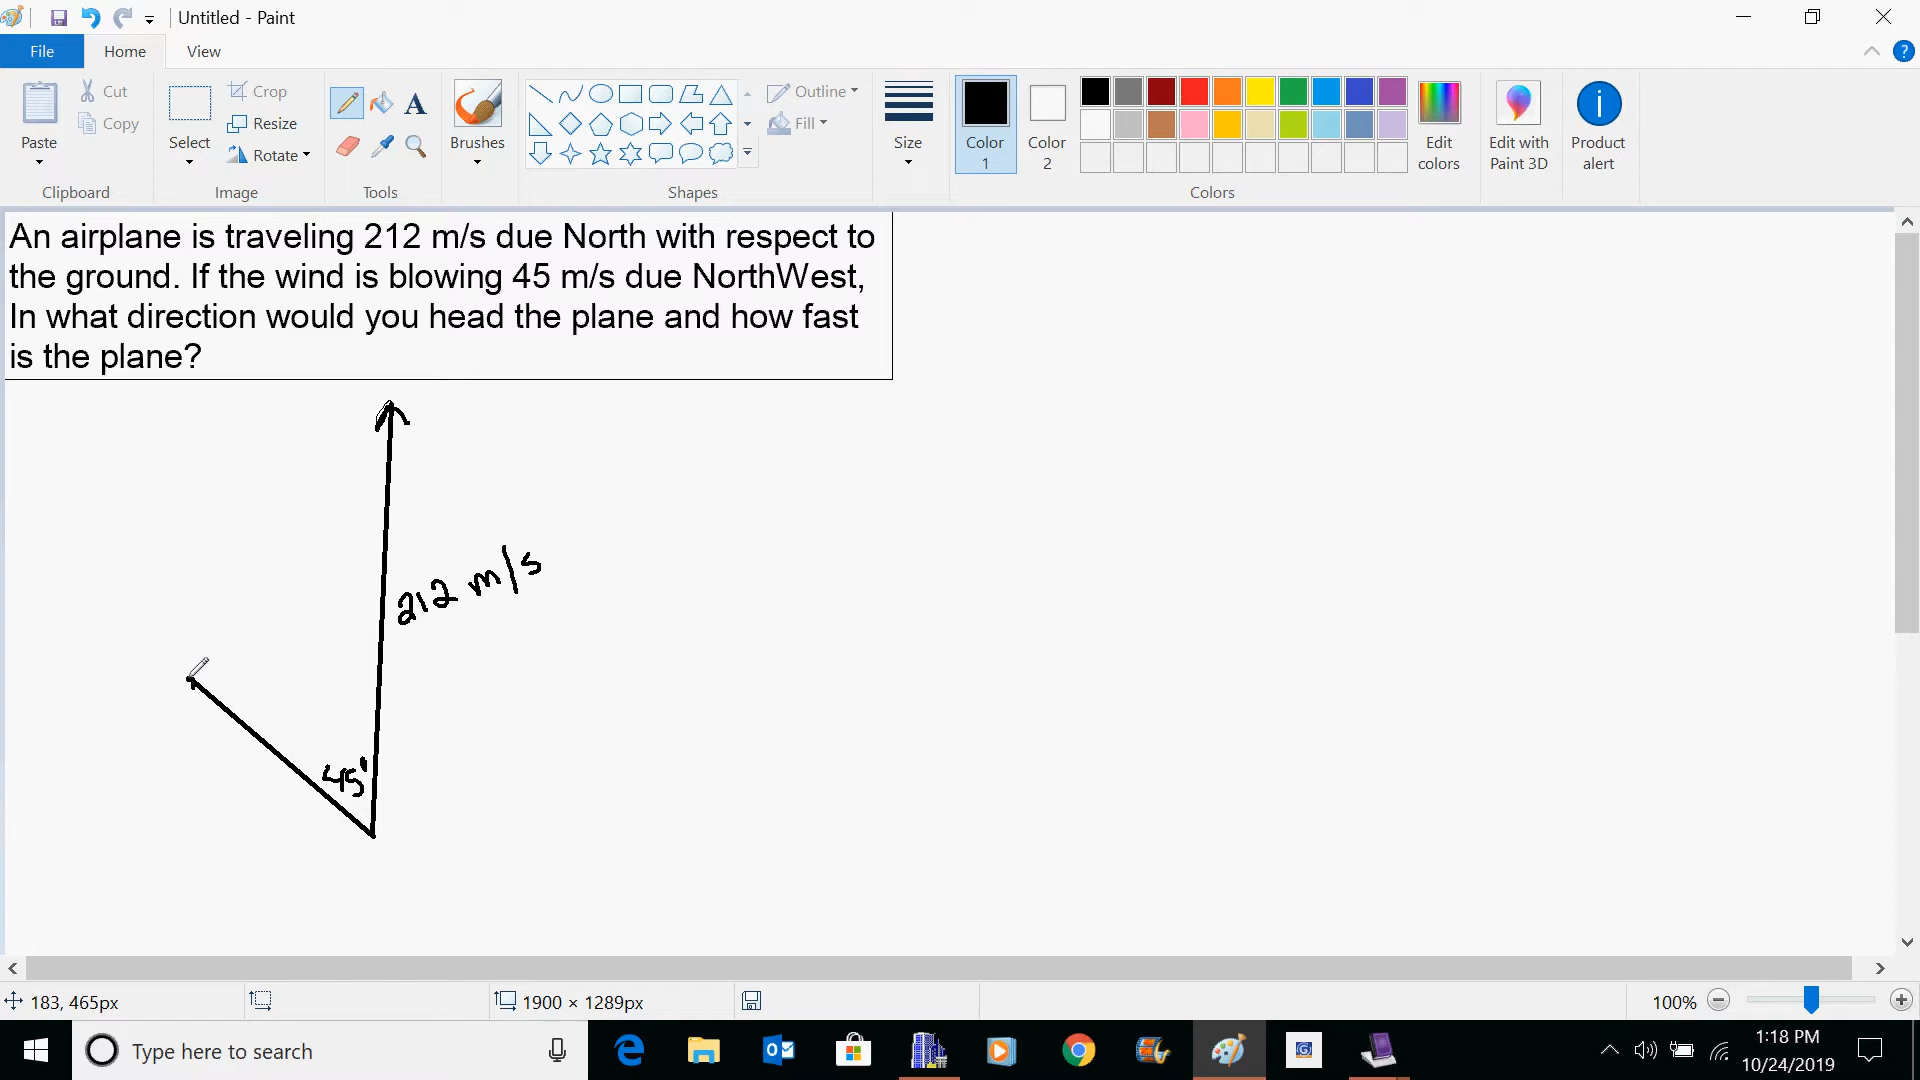 Untitled - Paint
File Home View
Paste
Cut
Copy
Clipboard
Select
Crop
Resize
Rotate
Image
A
Tools
Brushes
Shapes
Outline
Fill
Size
Color 1
Color 2
Colors
Edit colors
Edit with Paint 3D
Product alert
An airplane is traveling 212 m/s due North with respect to
the ground. If the wind is blowing 45 m/s due NorthWest,
In what direction would you head the plane and how fast
is the plane?
212 m/s
45°
183, 465px
1900 × 1289px
100%
Type here to search
1:18 PM
10/24/2019